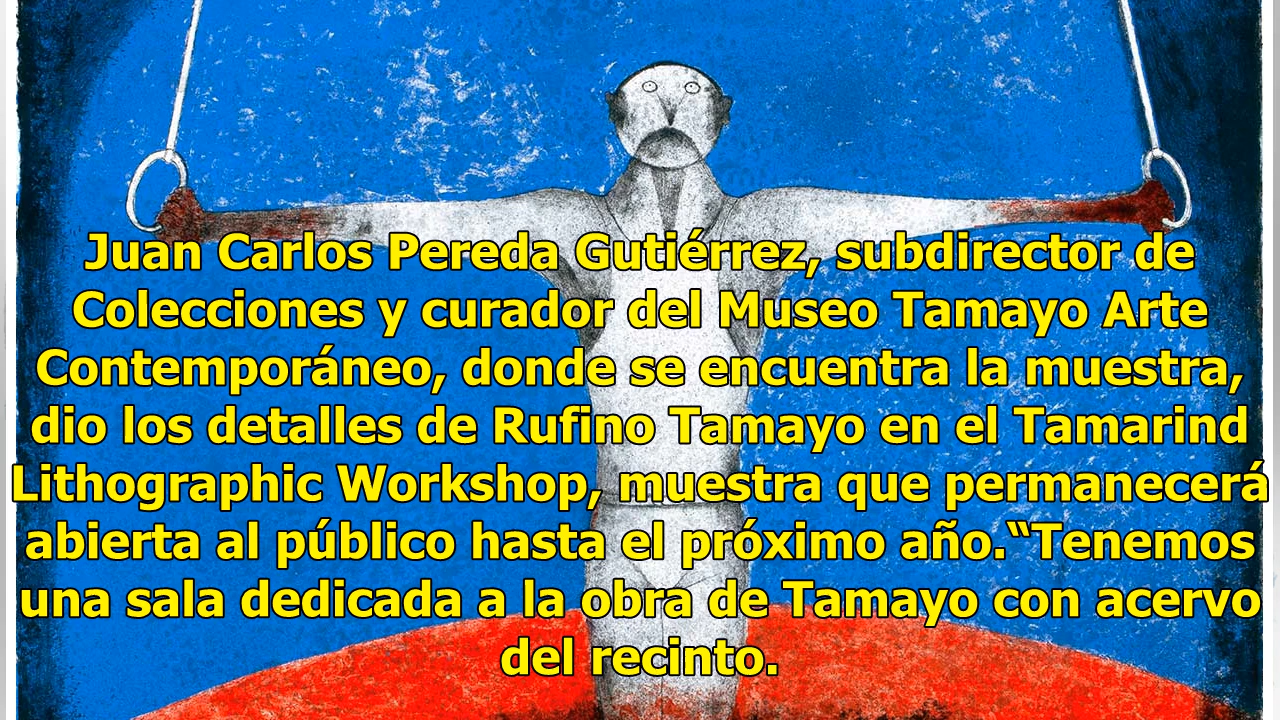 Juan Carlos Pereda Gutiérrez, subdirector de
Colecciones y curador del Museo Tamayo Arte
Contemporáneo, donde se encuentra la muestra,
dio los detalles de Rufino Tamayo en el Tamarind
Lithographic Workshop, muestra que permanecerá
abierta al público hasta el próximo año.“Tenemos
una sala dedicada a la obra de Tamayo con acervo
del recinto.